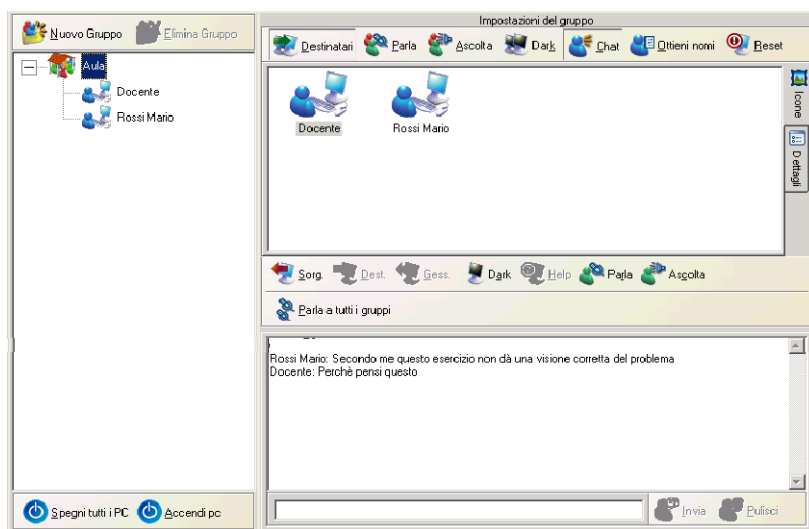 Impostazioni del gruppo
Nuovo Gruppo Elimina Gruppo
Destinatari Parla Ascolta Dark Chat Ottieni nomi Reset
Aula
Docente
Rossi Mario
Docente Rossi Mario
Icone
Dettagli
Sorg. Dest. Gess. Dark Help Parla Ascolta
Parla a tutti i gruppi
Rossi Mario: Secondo me questo esercizio non dà una visione corretta del problema
Docente: Perchè pensi questo
Spegni tutti i PC Accendi pc
Invia Pulisci